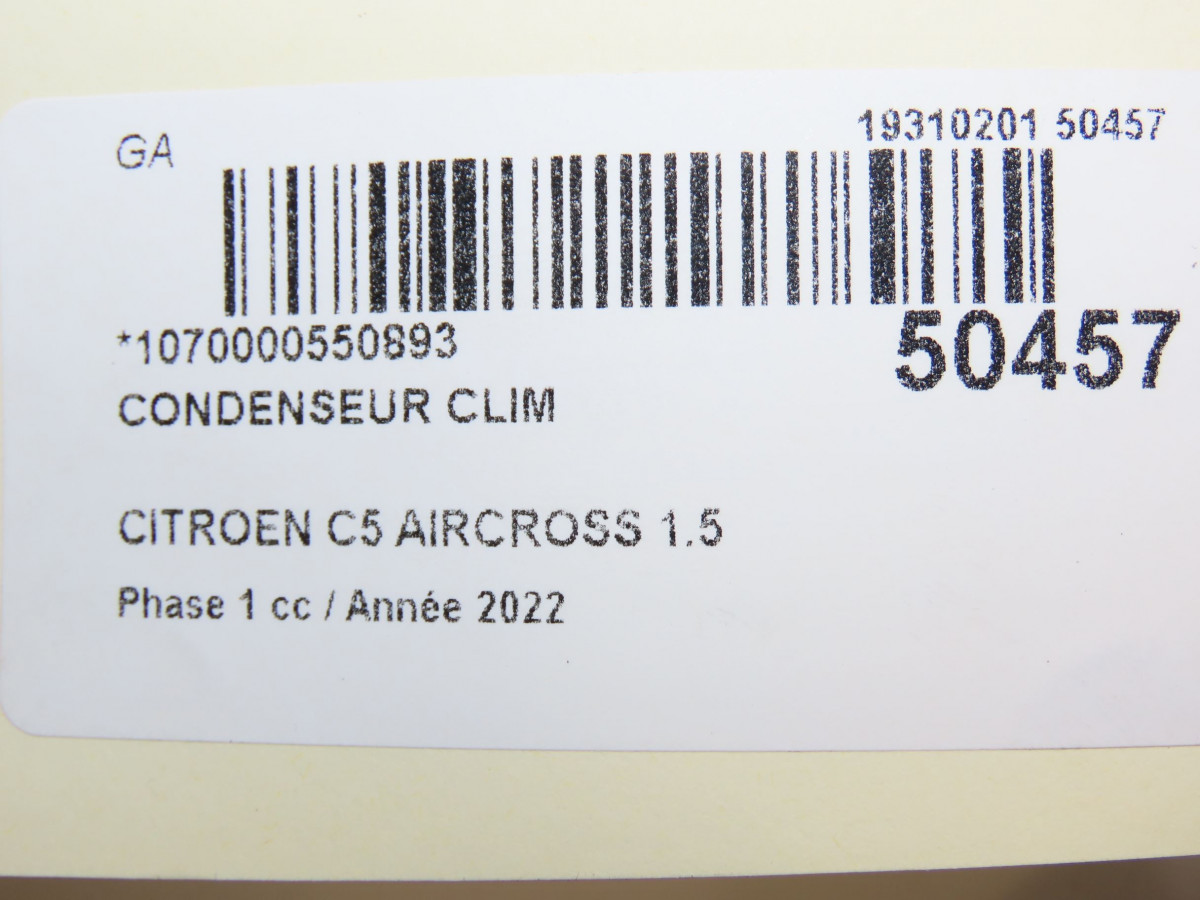 GA
19310201 50457
*1070000550893
50457
CONDENSEUR CLIM
CITROEN C5 AIRCROSS 1.5
Phase 1 cc / Année 2022